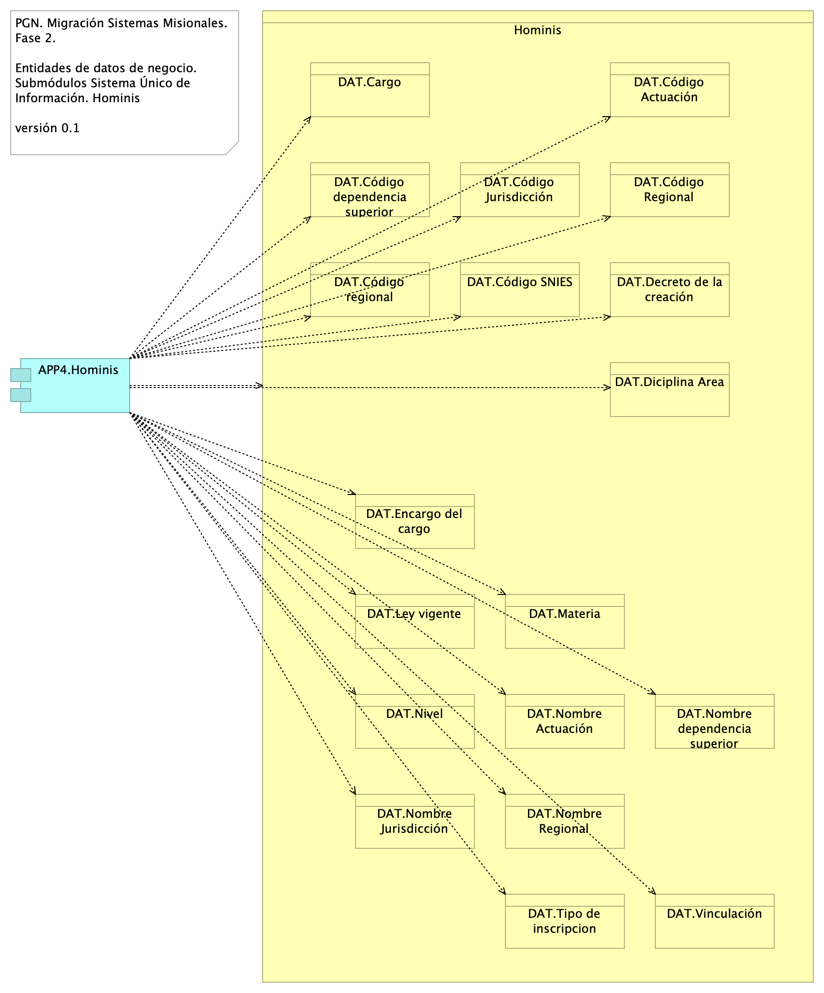 PGN. Migración Sistemas Misionales.
Fase 2.
Entidades de datos de negocio.
Submódulos Sistema Único de
Información. Hominis
versión 0.1
Hominis
DAT.Cargo
DAT.Código
Actuación
DAT.Código
dependencia
superior
DAT.Código
Jurisdicción
DAT.Código
Regional
DAT.Código
regional
DAT.Código SNIES
DAT.Decreto de la
creación
APP4.Hominis
DAT.Diciplina Area
DAT.Encargo del
cargo
DAT.Ley vigente
DAT.Materia
DAT.Nivel
DAT.Nombre
Actuación
DAT.Nombre
dependencia
superior
DAT.Nombre
Jurisdicción
DAT.Nombre
Regional
DAT.Tipo de
inscripcion
DAT.Vinculación